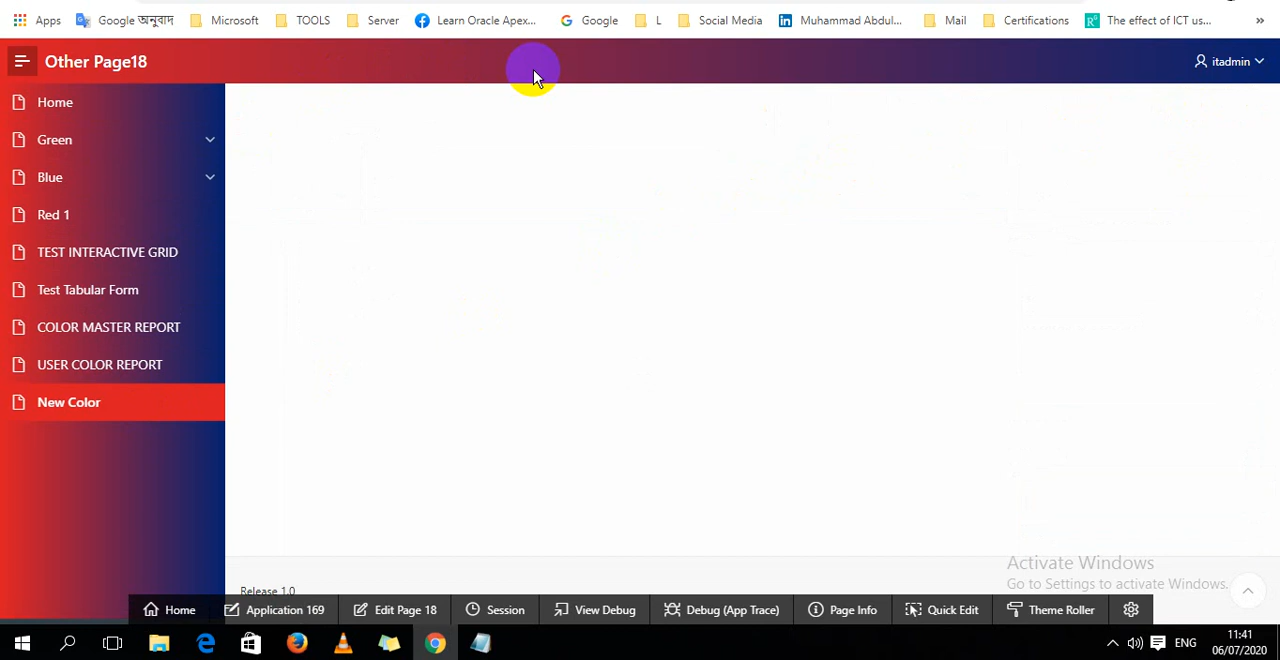 Apps Google অনুবাদ Microsoft TOOLS Server Learn Oracle Apex... Google L Social Media Muhammad Abdul... Mail Certifications The effect of ICT us... »
Other Page18 itadmin
Home
Green
Blue
Red 1
TEST INTERACTIVE GRID
Test Tabular Form
COLOR MASTER REPORT
USER COLOR REPORT
New Color
Activate Windows
Go to Settings to activate Windows.
Release 1.0
Home Application 169 Edit Page 18 Session View Debug Debug (App Trace) Page Info Quick Edit Theme Roller
ENG
11:41
06/07/2020